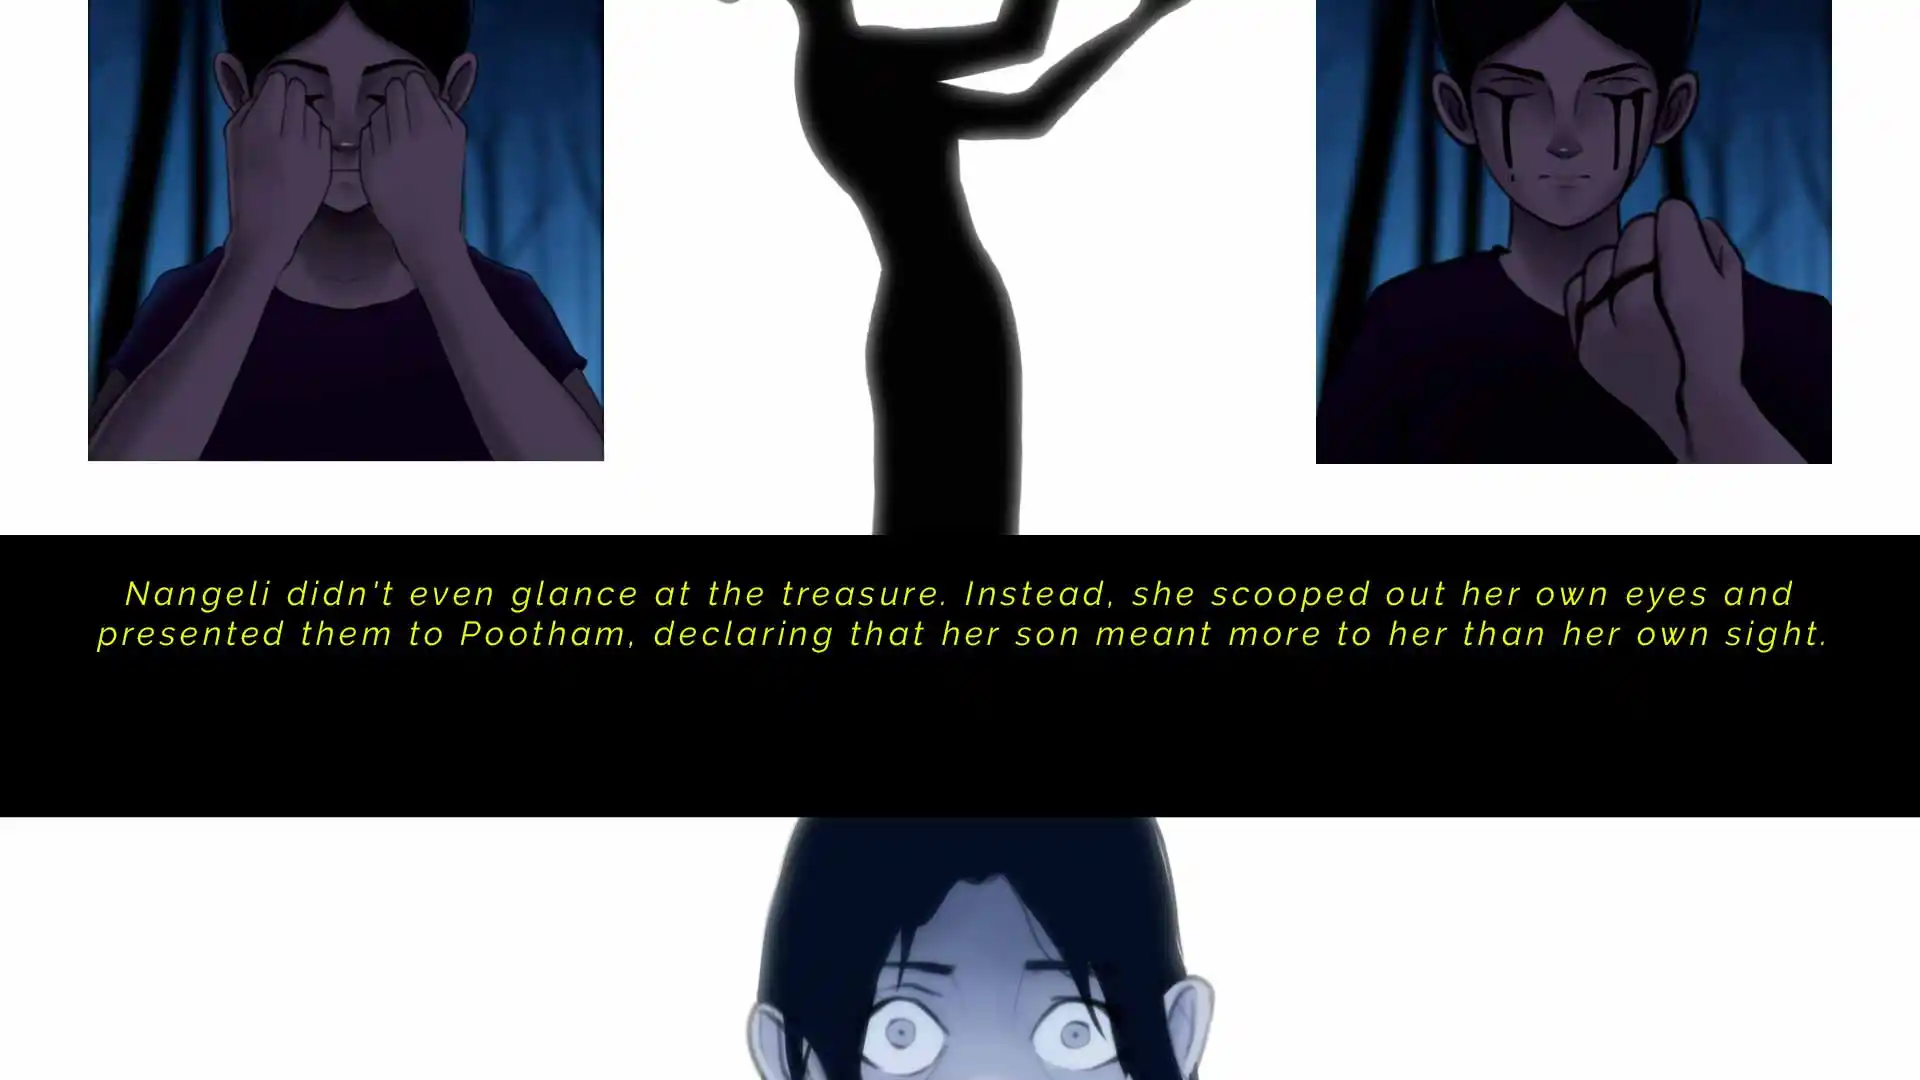 Nangeli didn't even glance at the treasure. Instead, she scooped out her own eyes and
presented them to Pootham, declaring that her son meant more to her than her own sight.